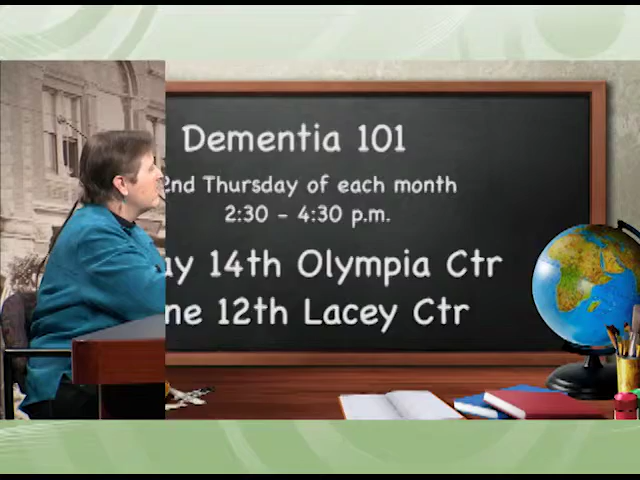 Dementia 101
2nd Thursday of each month
2:30 - 4:30 p.m.
14th Olympia Ctr
12th Lacey Ctr